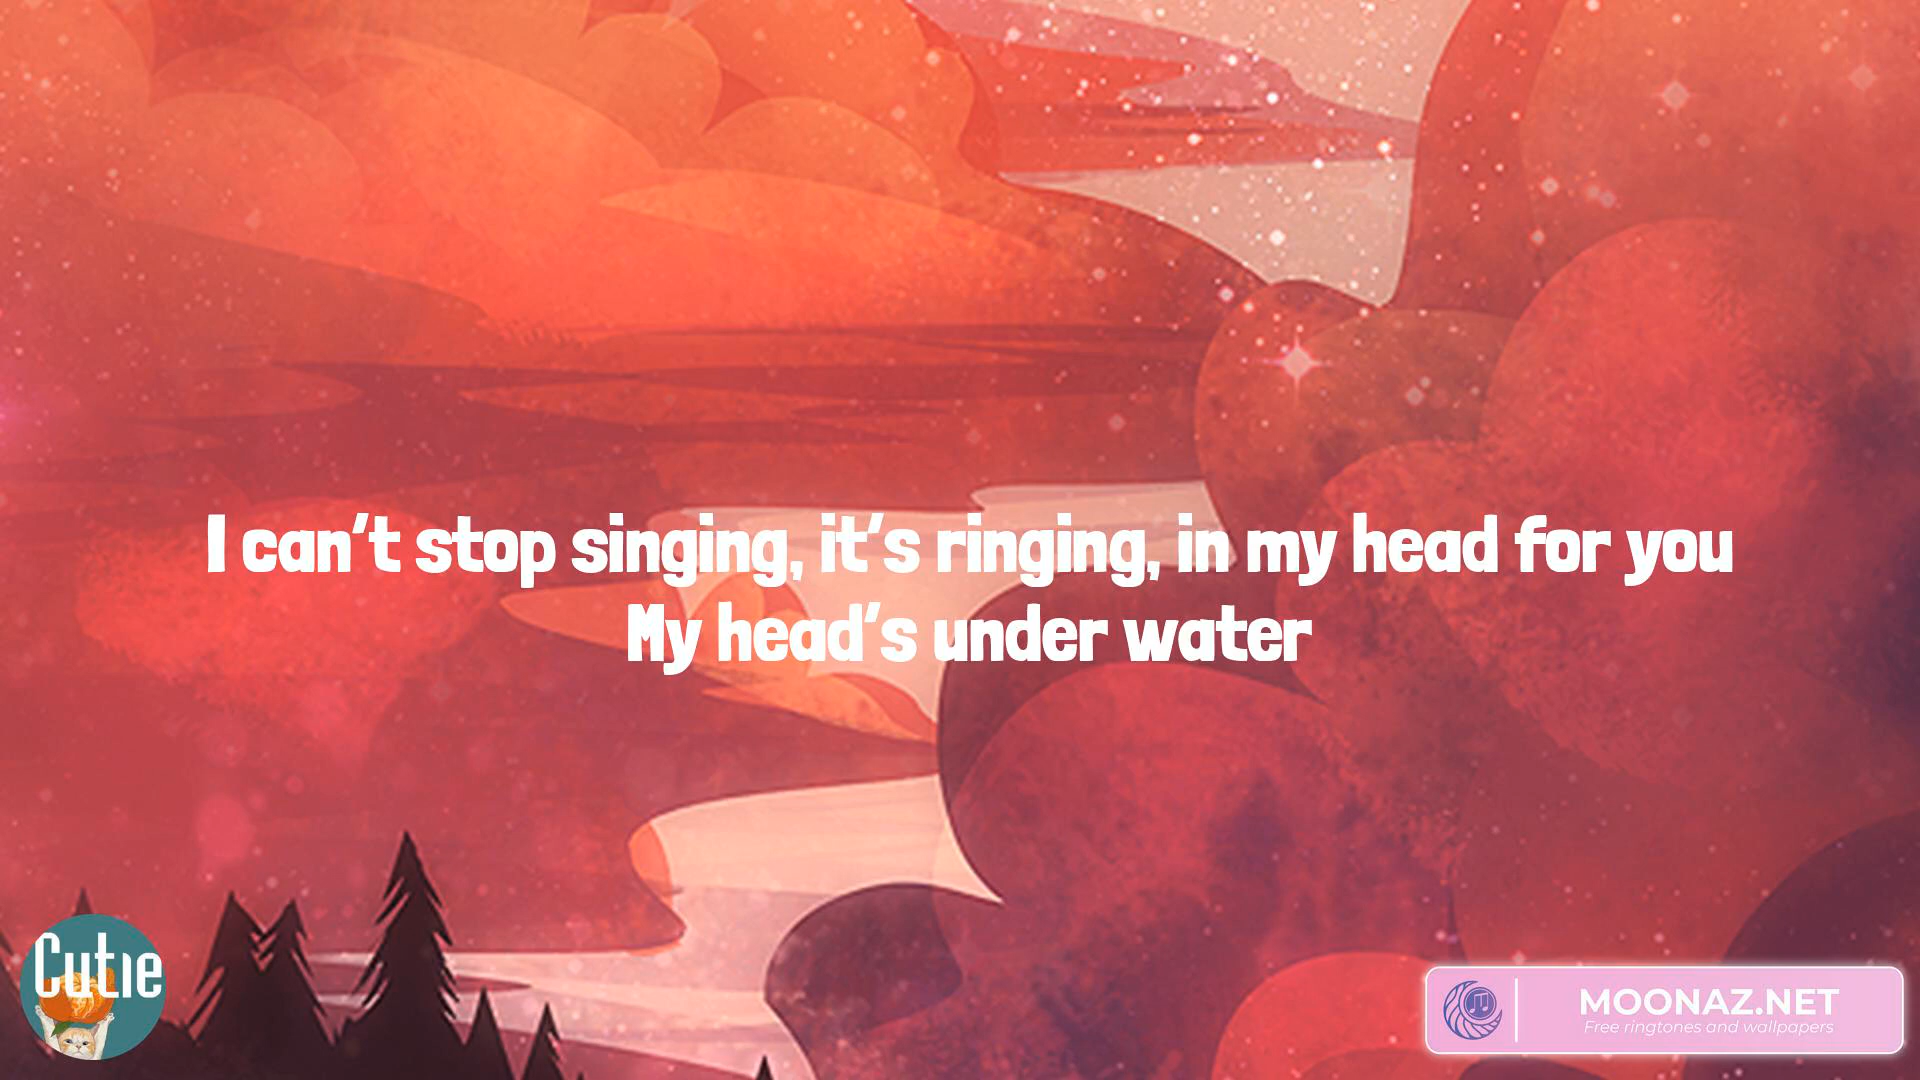 I can't stop singing, it's ringing, in my head for you
My head's under water
Cutie
MOONAZ.NET
Free ringtones and wallpapers